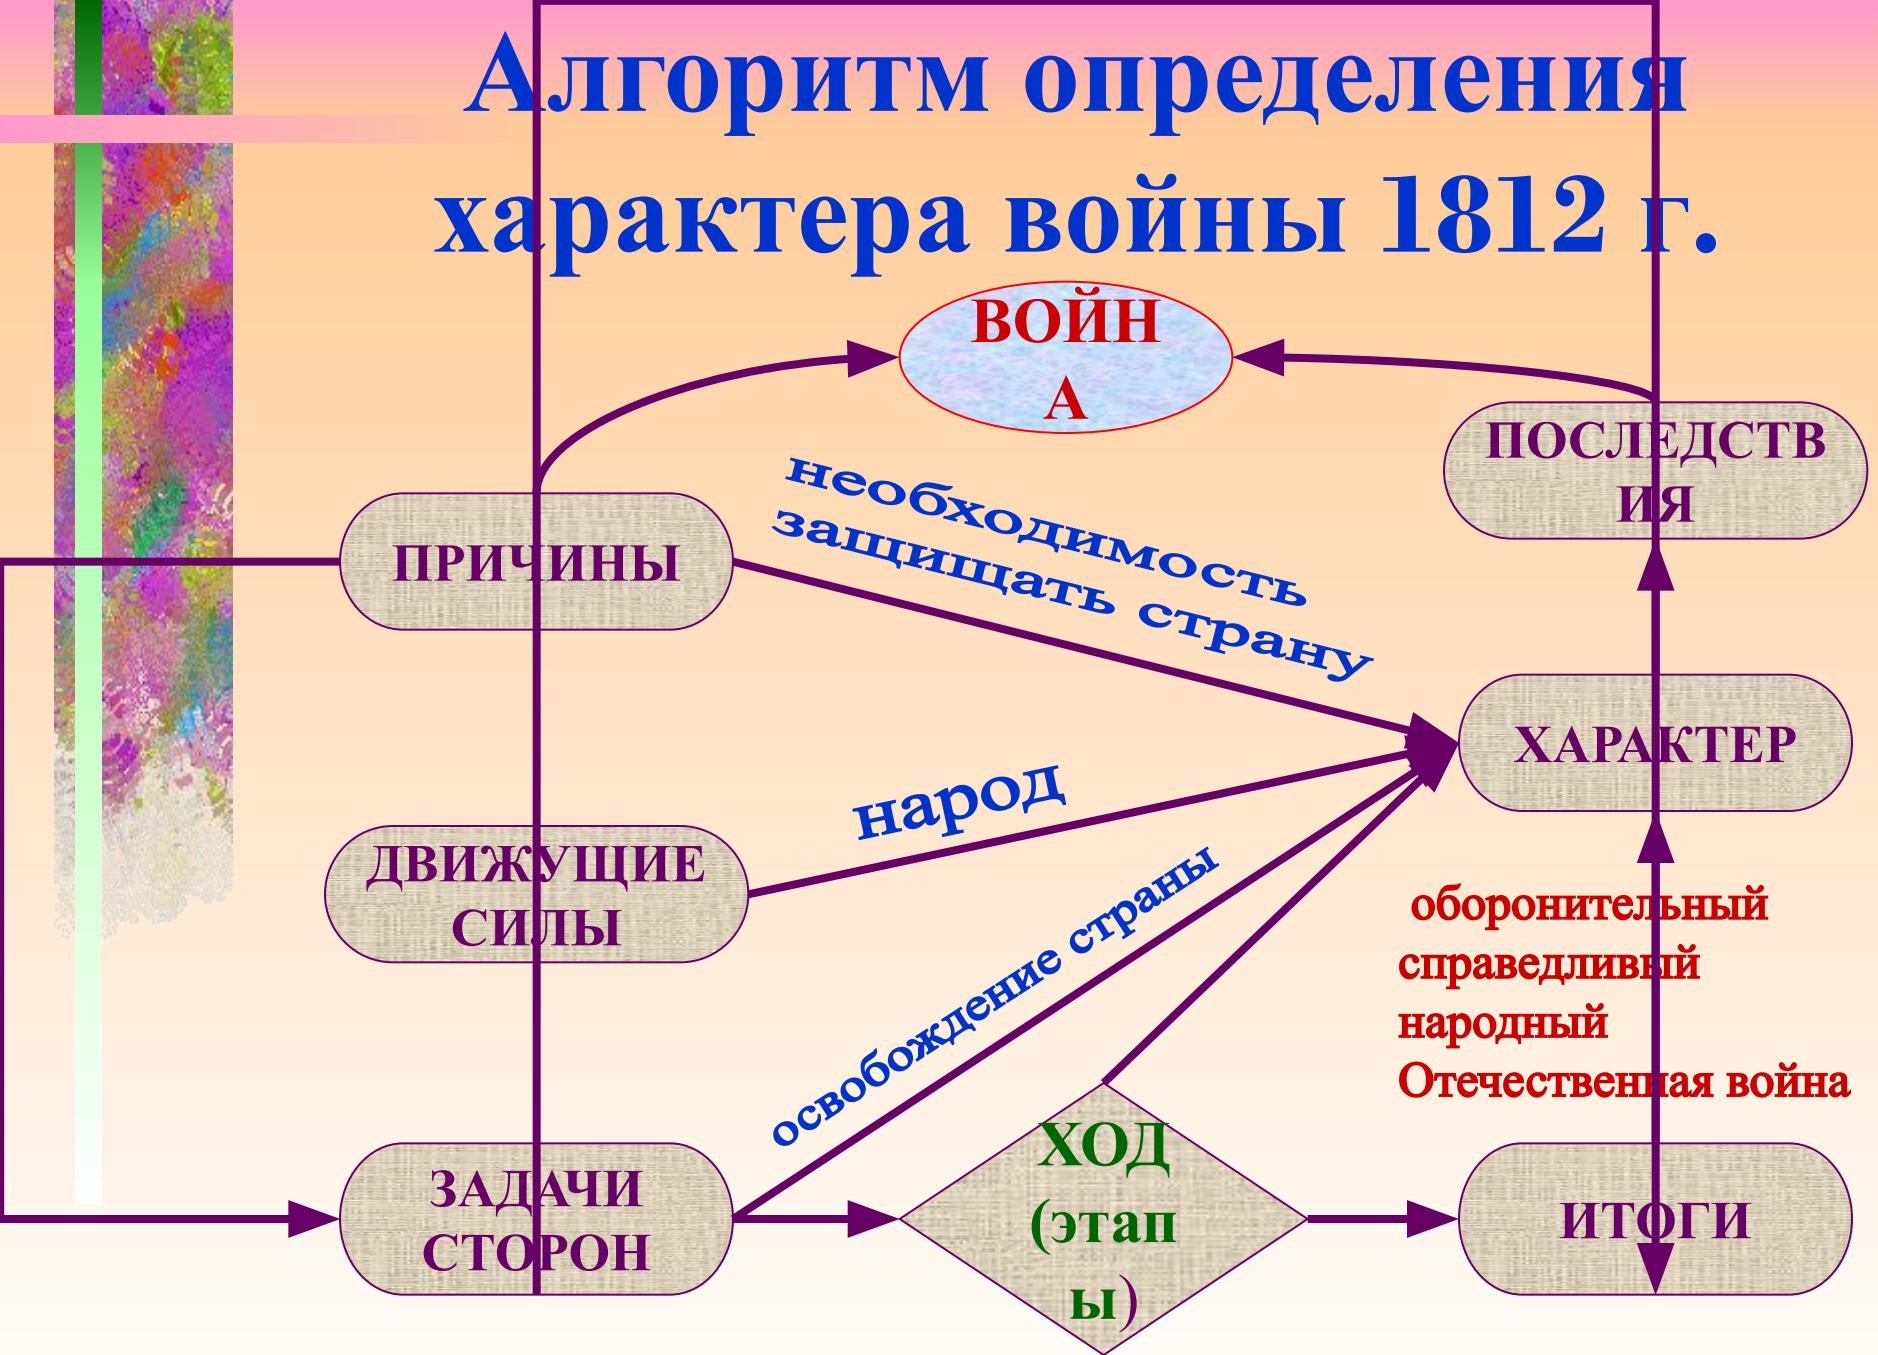 Алгоритм определения
характера войны 1812 г.
ВОЙН
А
ПОСЛЕДСТВ
ИЯ
необходимость
защищать страну
ПРИЧИНЫ
ХАРАКТЕР
народ
ДВИЖУЩИЕ
СИЛЫ
освобождение страны
оборонительный
справедливый
народный
Отечественная война
ЗАДАЧИ
СТОРОН
ХОД
(этап
ы)
ИТОГИ